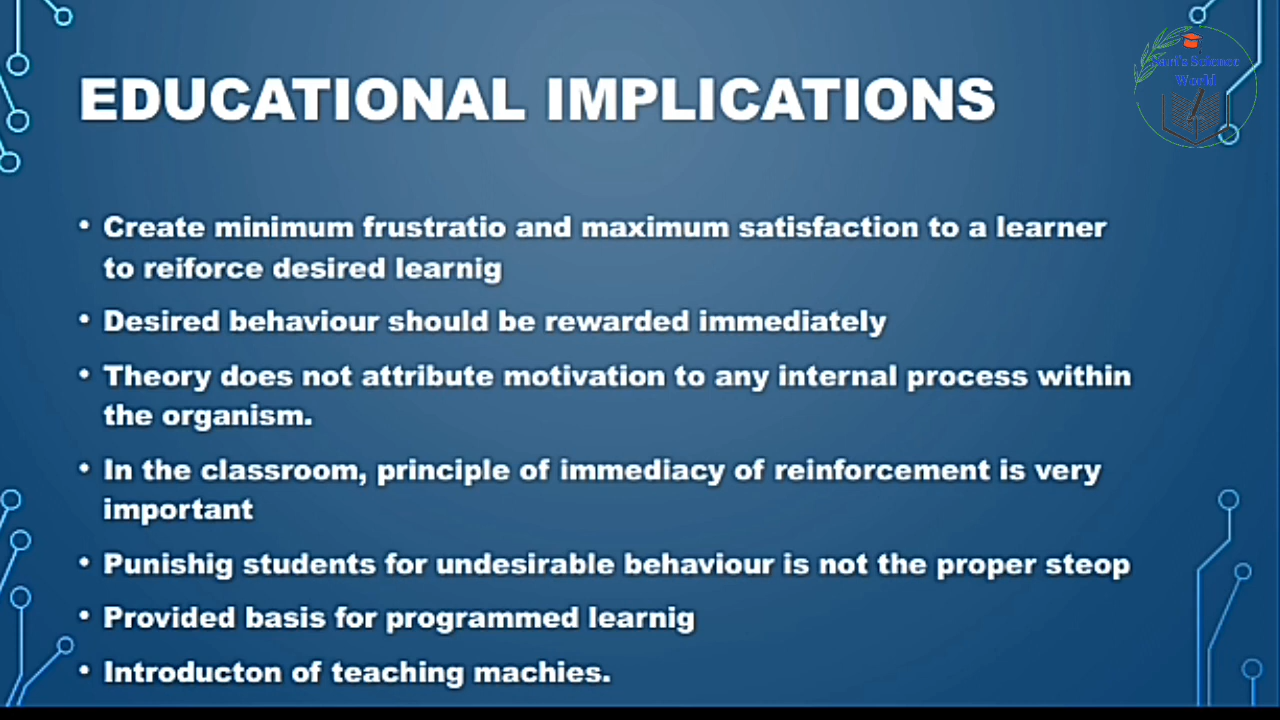 EDUCATIONAL IMPLICATIONS
• Create minimum frustratio and maximum satisfaction to a learner
to reiforce desired learnig
• Desired behaviour should be rewarded immediately
• Theory does not attribute motivation to any internal process within
the organism.
• In the classroom, principle of immediacy of reinforcement is very
important
• Punishig students for undesirable behaviour is not the proper steop
• Provided basis for programmed learnig
• Introducton of teaching machies.
Science
World